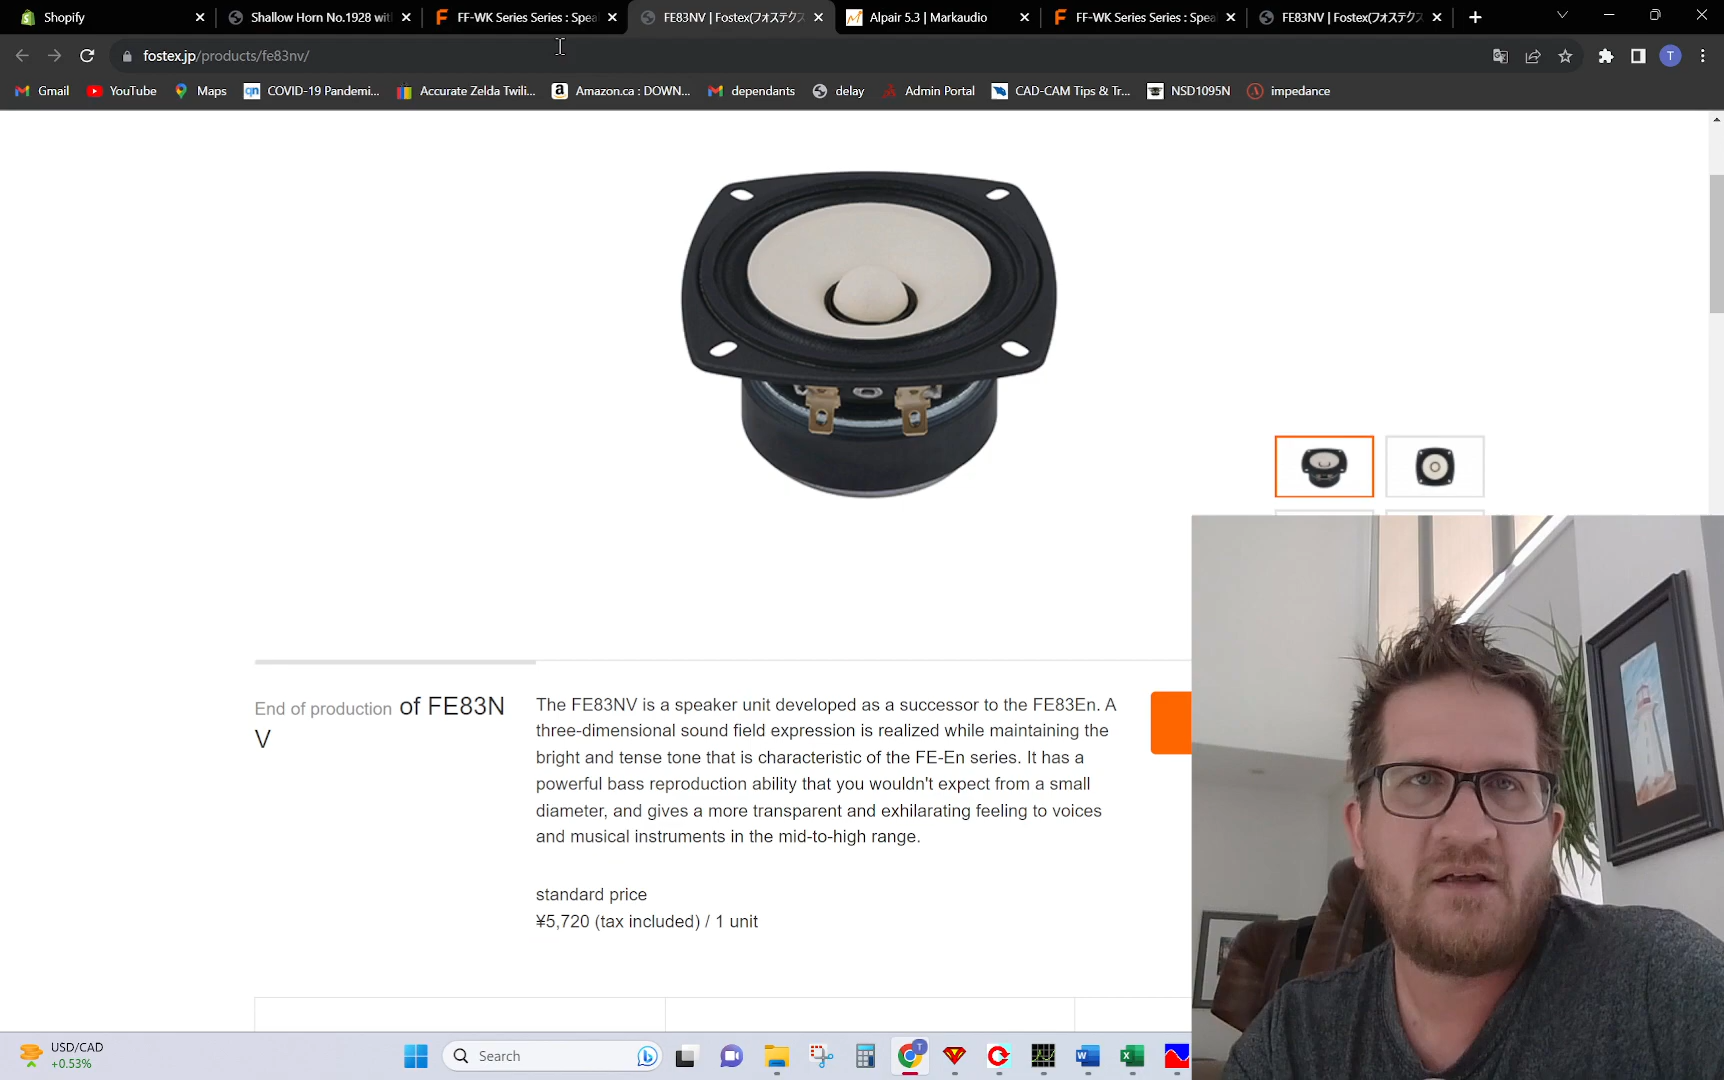 Shopify
Shallow Horn No.1928 wit
FF-WK Series Series : Spea
FE83NV | Fostex(フォステクス
Alpair 5.3 | Markaudio
FF-WK Series Series : Spea
FE83NV | Fostex(フォステクス
fostex.jp/products/fe83nv/
T
Gmail
YouTube
Maps
qn
COVID-19 Pandemi...
Accurate Zelda Twili...
Amazon.ca : DOWN...
dependants
delay
Admin Portal
CAD-CAM Tips & Tr...
NSD1095N
impedance
End of production of FE83N
V
The FE83NV is a speaker unit developed as a successor to the FE83En. A
three-dimensional sound field expression is realized while maintaining the
bright and tense tone that is characteristic of the FE-En series. It has a
powerful bass reproduction ability that you wouldn't expect from a small
diameter, and gives a more transparent and exhilarating feeling to voices
and musical instruments in the mid-to-high range.
standard price
¥5,720 (tax included) / 1 unit
USD/CAD
+0.53%
Search
T